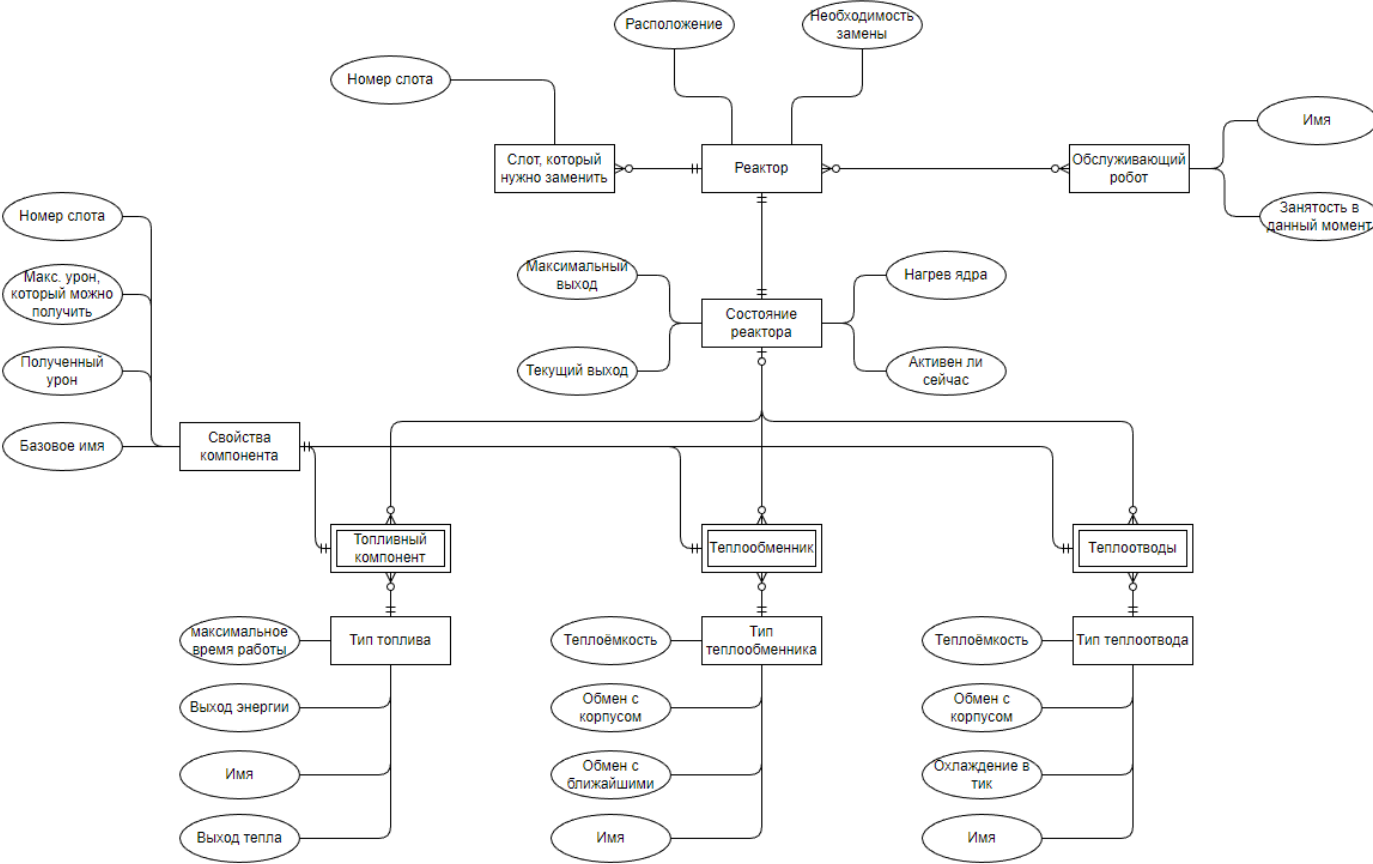 Расположение
Необходимость
замены
Номер слота
Имя
Слот, который
нужно заменить
Реактор
Обслуживающий
робот
Номер слота
Занятость в
данный момент
Макс. урон,
который можно
получить
Максимальный
выход
Нагрев ядра
Состояние
реактора
Полученный
урон
Текущий выход
Активен ли
сейчас
Базовое имя
Свойства
компонента
Топливный
компонент
Теплообменник
Теплоотводы
максимальное
время работы
Тип топлива
Теплоёмкость
Тип
теплообменника
Теплоёмкость
Тип теплоотвода
Выход энергии
Обмен с
корпусом
Обмен с
корпусом
Имя
Обмен с
ближайшими
Охлаждение в
тик
Выход тепла
Имя
Имя